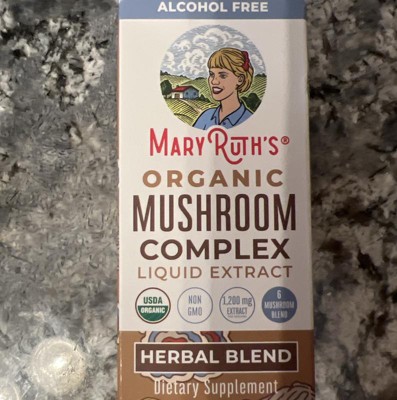 ALCOHOL FREE
MARYRUTH'S®
ORGANIC
MUSHROOM
COMPLEX
LIQUID EXTRACT
USDA
ORGANIC
NON
GMO
1,200 mg
EXTRACT
6
MUSHROOM
BLEND
HERBAL BLEND
Dietary Supplement